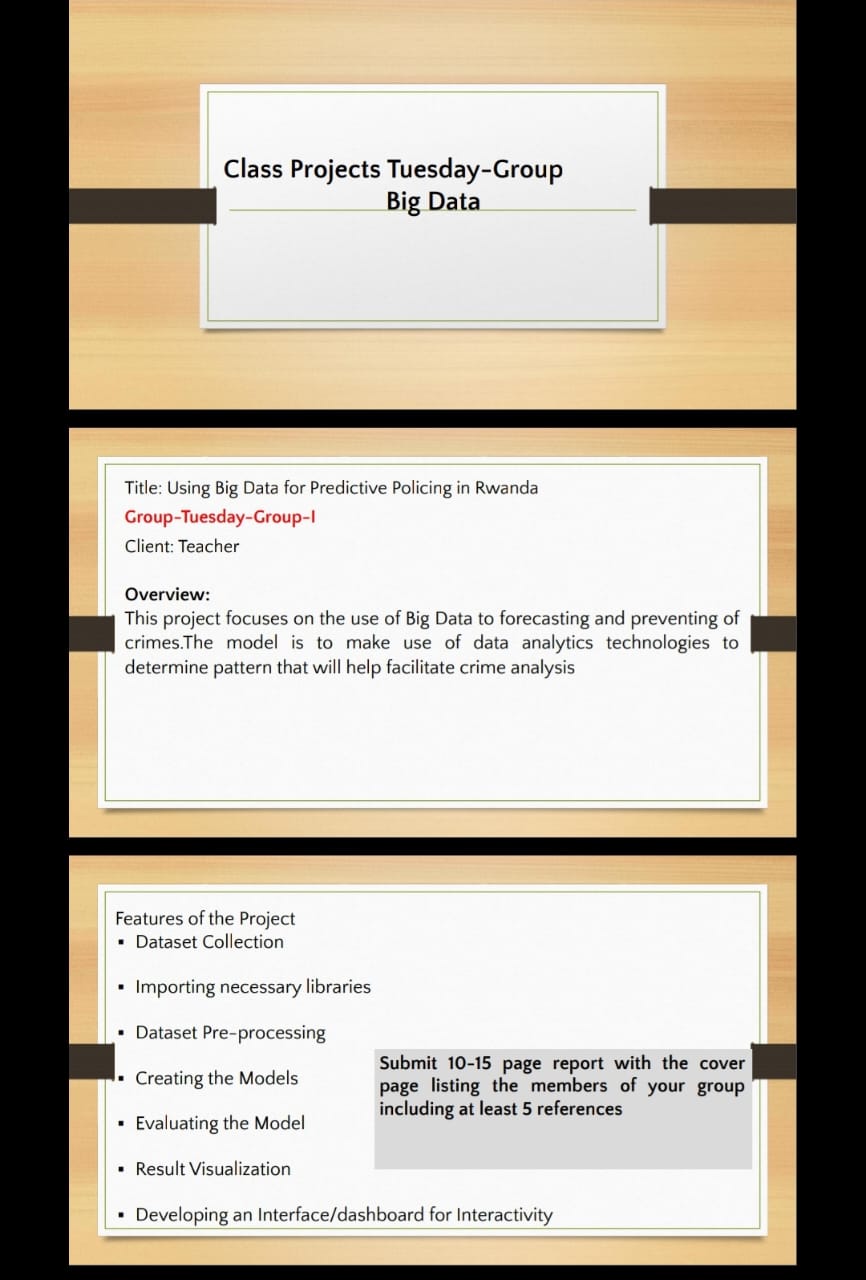 Class Projects Tuesday-Group
Big Data
Title: Using Big Data for Predictive Policing in Rwanda
Group-Tuesday-Group-I
Client: Teacher
Overview:
This project focuses on the use of Big Data to forecasting and preventing of
crimes.The model is to make use of data analytics technologies to
determine pattern that will help facilitate crime analysis
Features of the Project
▪ Dataset Collection
▪ Importing necessary libraries
▪ Dataset Pre-processing
▪ Creating the Models
▪ Evaluating the Model
▪ Result Visualization
▪ Developing an Interface/dashboard for Interactivity
Submit 10-15 page report with the cover
page listing the members of your group
including at least 5 references